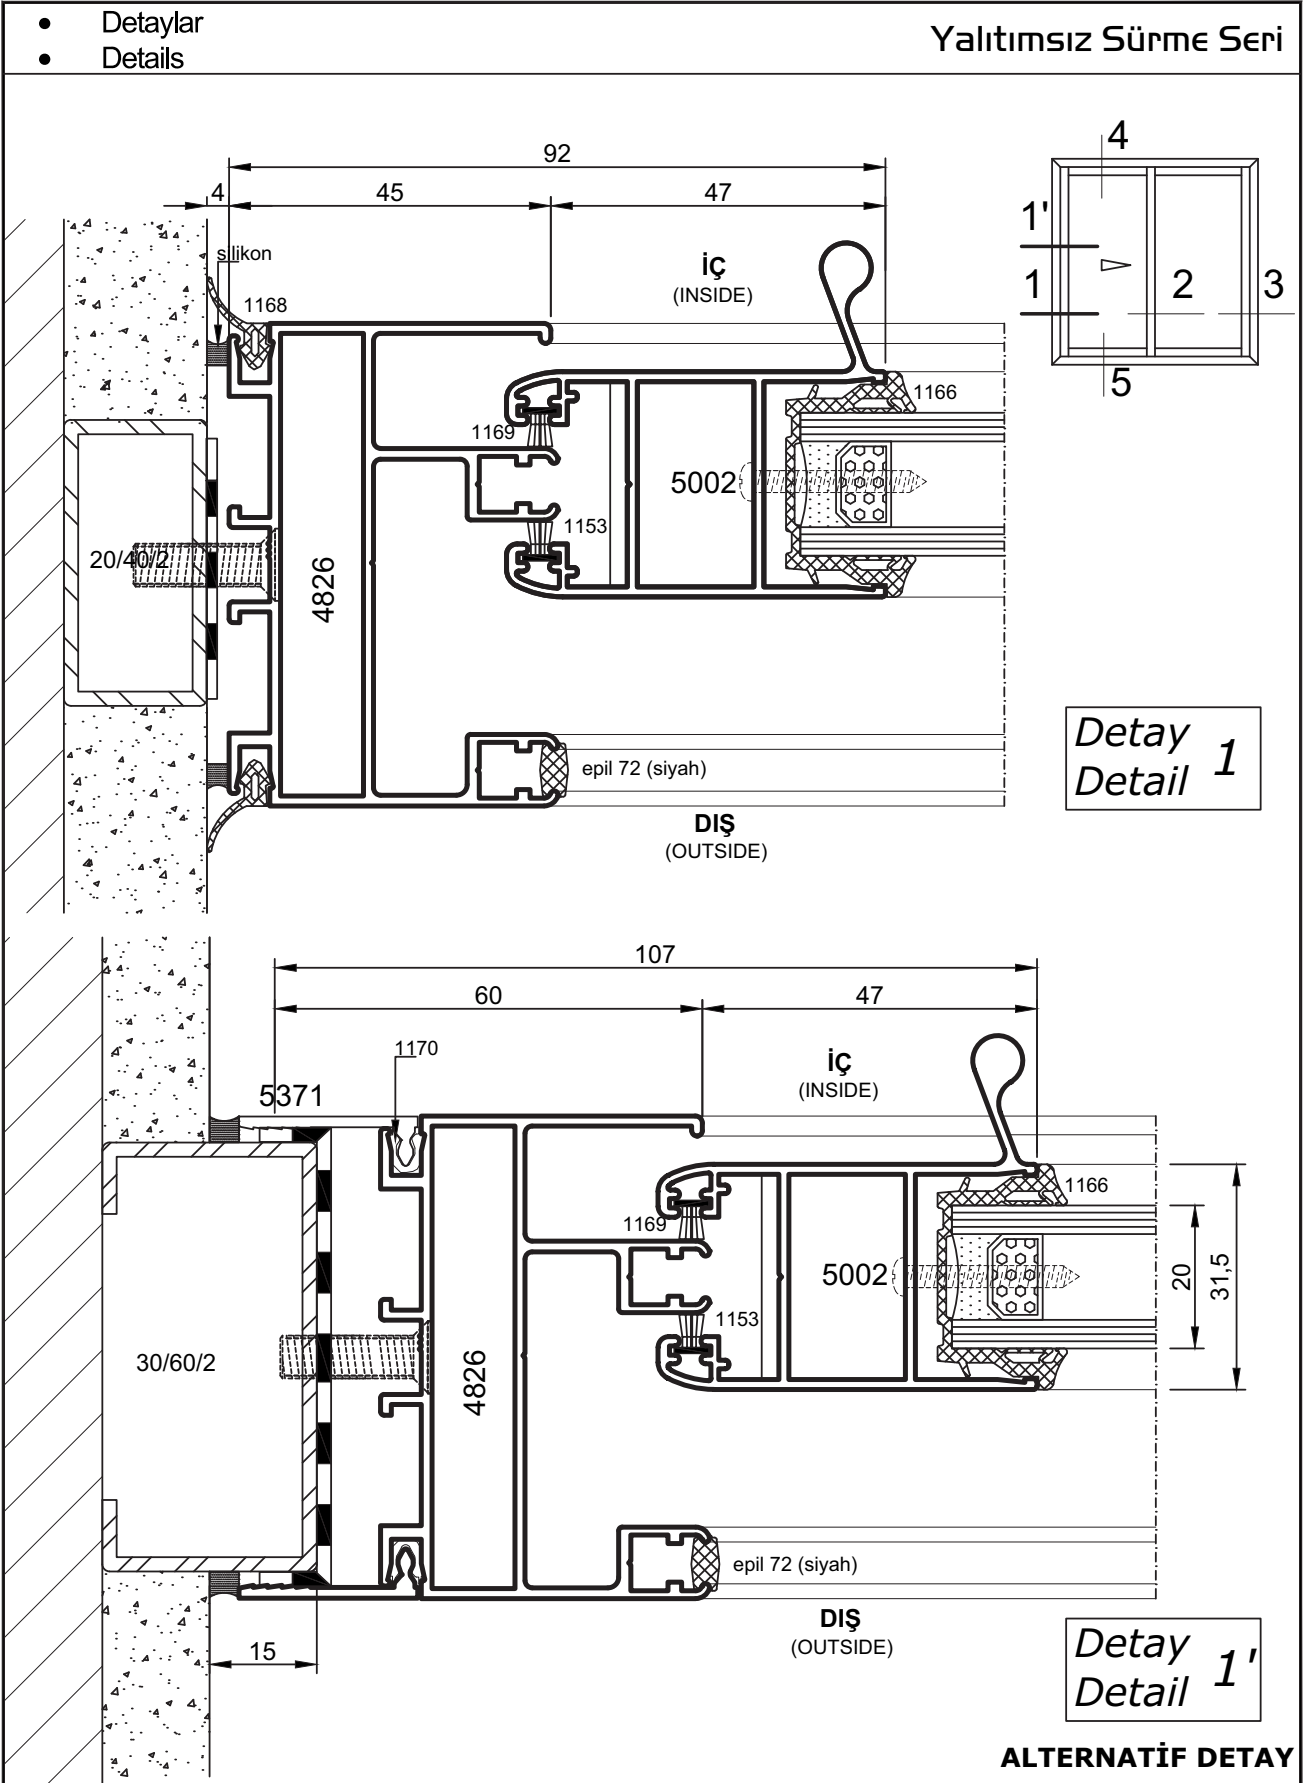 Detaylar
Details
Yalıtımsız Sürme Seri
92
4
45
47
silikon
1168
İÇ
(INSIDE)
1166
1169
5002
1153
20/40/2
4826
epil 72 (siyah)
DIŞ
(OUTSIDE)
4
1'
1
2
3
5
Detay
Detail
1
107
60
47
1170
5371
İÇ
(INSIDE)
1166
1169
5002
1153
20
31,5
30/60/2
4826
epil 72 (siyah)
DIŞ
(OUTSIDE)
15
Detay
Detail
1'
ALTERNATİF DETAY